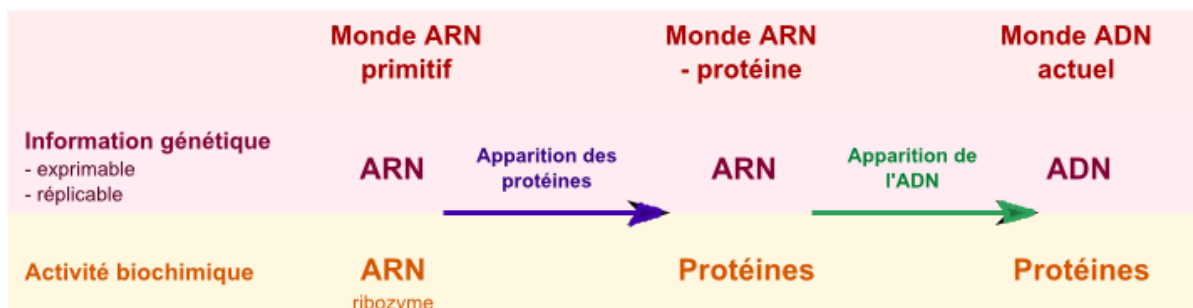 Monde ARN primitif
Monde ARN - protéine
Monde ADN actuel
Information génétique
- exprimable
- réplicable
ARN
Apparition des protéines
ARN
Apparition de l'ADN
ADN
Activité biochimique
ARN
ribozyme
Protéines
Protéines